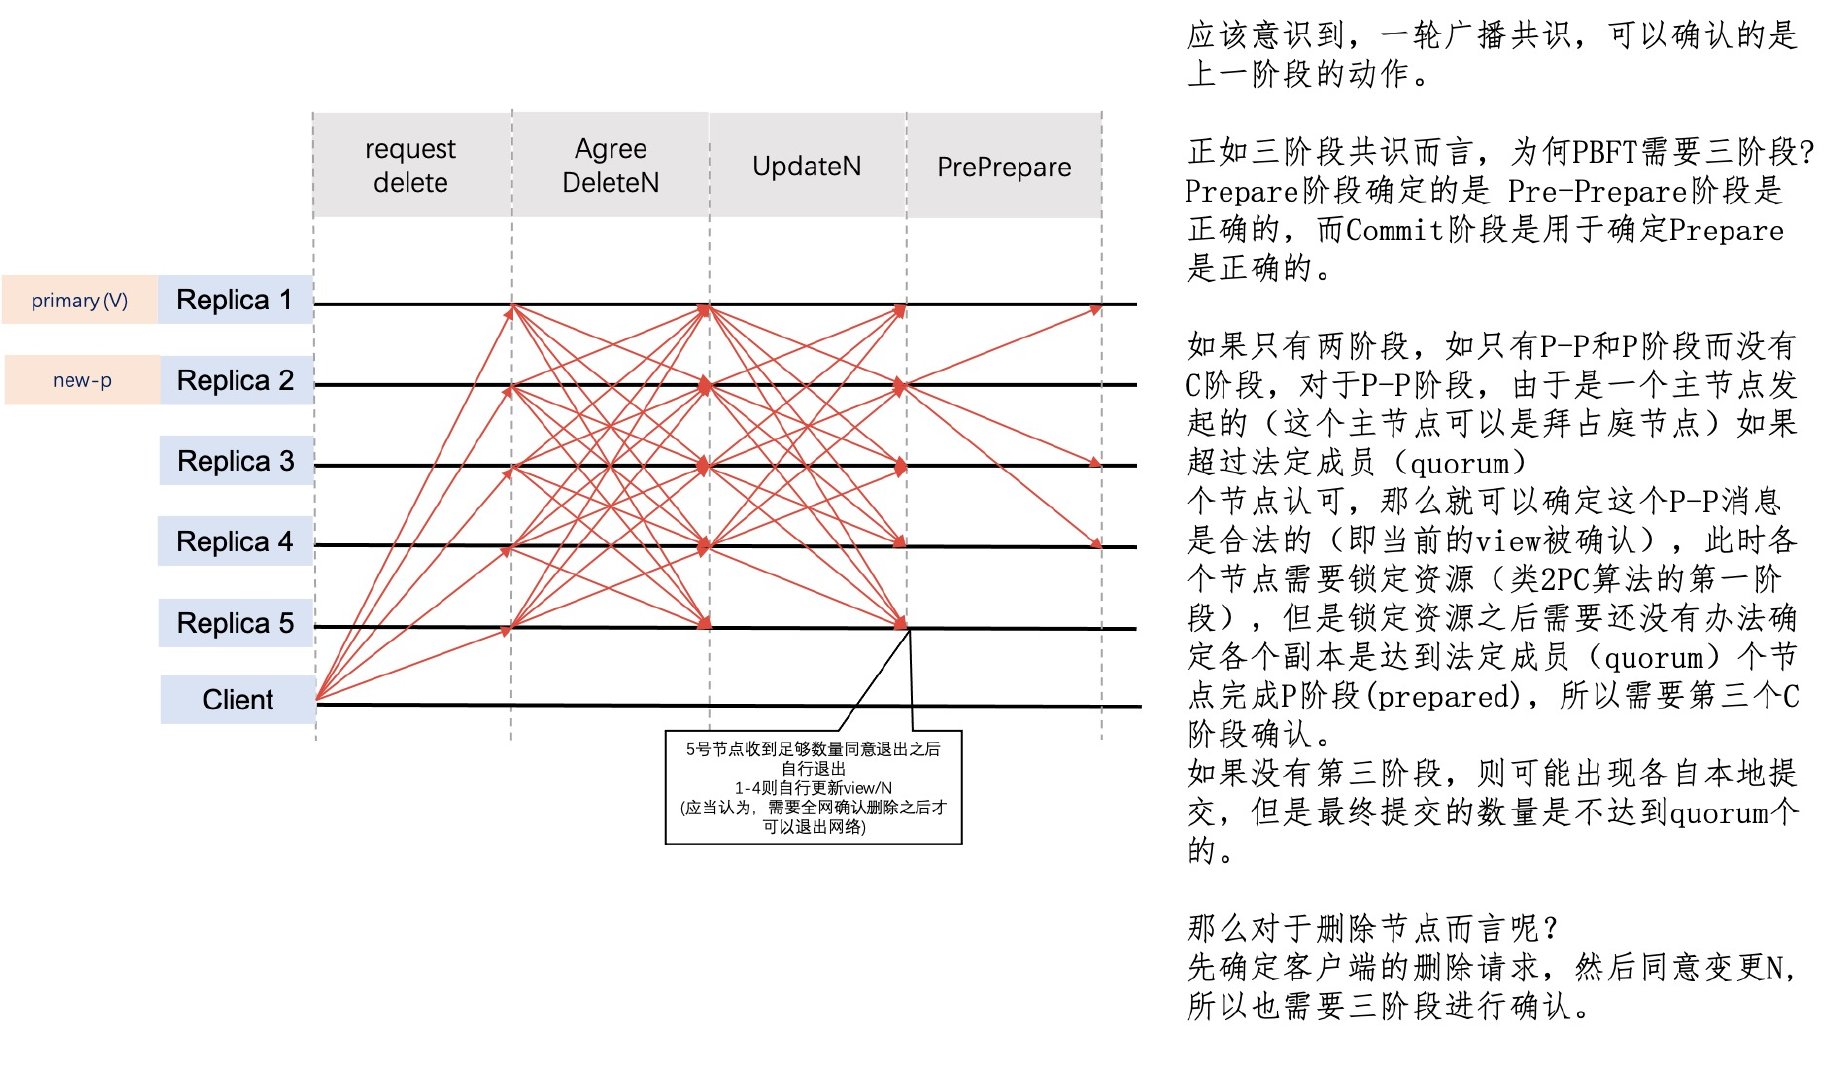 request
delete
Agree
DeleteN
UpdateN
PrePrepare
primary(V)
Replica 1
new-p
Replica 2
Replica 3
Replica 4
Replica 5
Client
5号节点收到足够数量同意退出之后
自行退出
1-4则自行更新view/N
(应当认为，需要全网确认删除之后才
可以退出网络)
应该意识到，一轮广播共识，可以确认的是
上一阶段的动作。
正如三阶段共识而言，为何PBFT需要三阶段?
Prepare阶段确定的是 Pre-Prepare阶段是
正确的，而Commit阶段是用于确定Prepare
是正确的。
如果只有两阶段，如只有P-P和P阶段而没有
C阶段，对于P-P阶段，由于是一个主节点发
起的（这个主节点可以是拜占庭节点）如果
超过法定成员（quorum）
个节点认可，那么就可以确定这个P-P消息
是合法的（即当前的view被确认），此时各
个节点需要锁定资源（类2PC算法的第一阶
段），但是锁定资源之后需要还没有办法确
定各个副本是达到法定成员（quorum）个节
点完成P阶段(prepared)，所以需要第三个C
阶段确认。
如果没有第三阶段，则可能出现各自本地提
交，但是最终提交的数量是不达到quorum个
的。
那么对于删除节点而言呢？
先确定客户端的删除请求，然后同意变更N,
所以也需要三阶段进行确认。